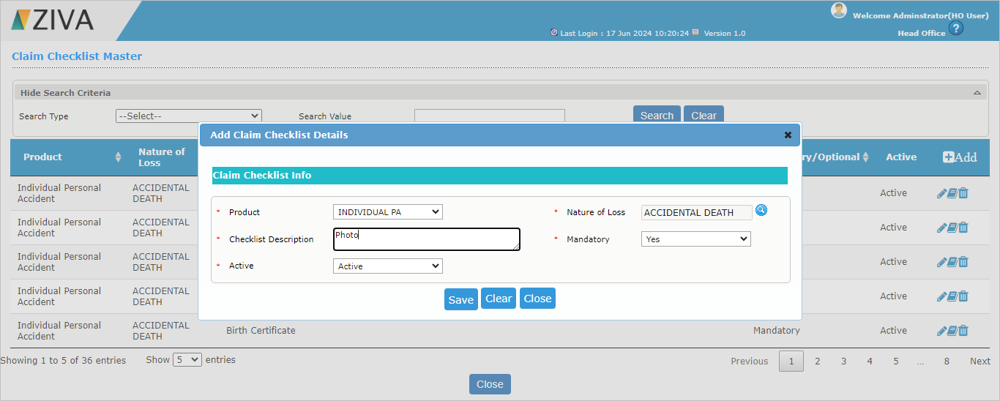 ZIVA
Welcome Adminstrator(HO User)
Last Login : 17 Jun 2024 10:20:24 Version 1.0
Head Office ?
Claim Checklist Master
Hide Search Criteria
Search Type --Select-- Search Value Search Clear
Add Claim Checklist Details
Product Nature of Loss ry/Optional Active Add
Claim Checklist Info
* Product INDIVIDUAL PA * Nature of Loss ACCIDENTAL DEATH
* Checklist Description Photo * Mandatory Yes
* Active Active
Save Clear Close
Individual Personal Accident ACCIDENTAL DEATH Active
Individual Personal Accident ACCIDENTAL DEATH Active
Individual Personal Accident ACCIDENTAL DEATH Active
Individual Personal Accident ACCIDENTAL DEATH Active
Individual Personal Accident ACCIDENTAL DEATH Birth Certificate Mandatory Active
Showing 1 to 5 of 36 entries Show 5 entries Previous 1 2 3 4 5 ... 8 Next
Close